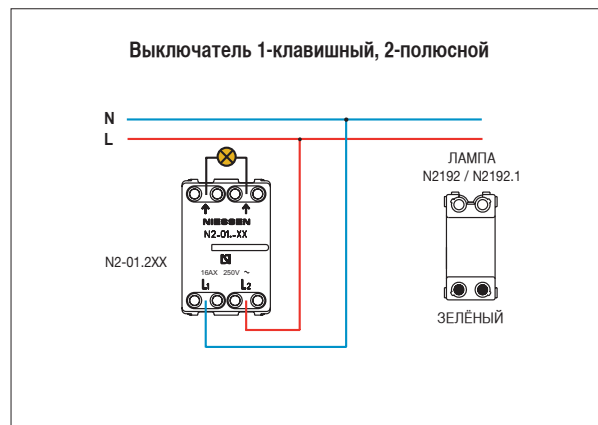 Выключатель 1-клавишный, 2-полюсной
N
L
ЛАМПА
N2192 / N2192.1
NIESSEN
N2-01.-XX
N2-01.2XX
16AX 250V ~
L1 L2
ЗЕЛЁНЫЙ